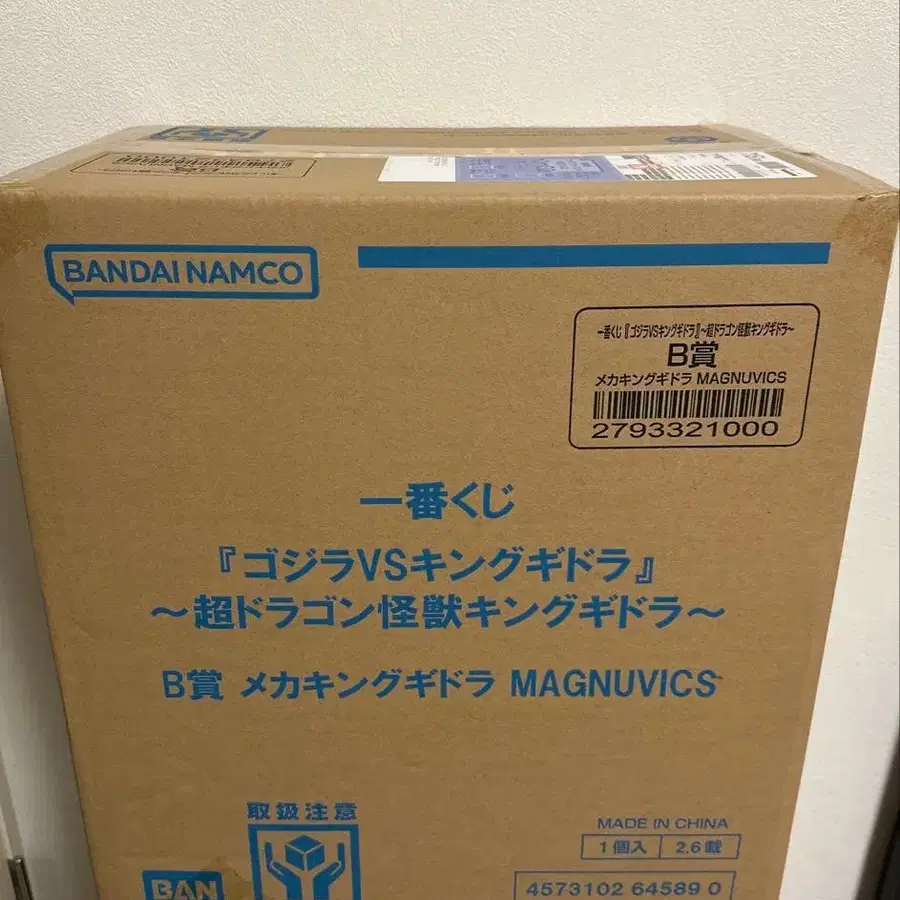 BANDAI NAMCO
一番くじ『ゴジラVSキングギドラ』～超ドラゴン怪獣キングギドラ～
B賞
メカキングギドラ MAGNUVICS
2793321000
一番くじ
『ゴジラVSキングギドラ』
～超ドラゴン怪獣キングギドラ～
B賞 メカキングギドラ MAGNUVICS
取扱注意
MADE IN CHINA
1個入 2,6載
BAN
4573102 64589 0